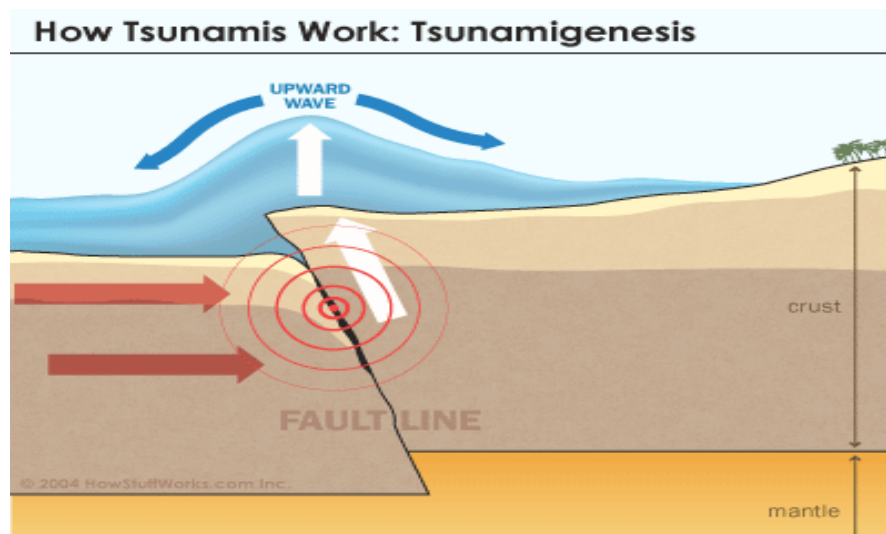 How Tsunamis Work: Tsunamigenesis
UPWARD
WAVE
crust
FAULT LINE
© 2004 HowStuffWorks.com Inc.
mantle